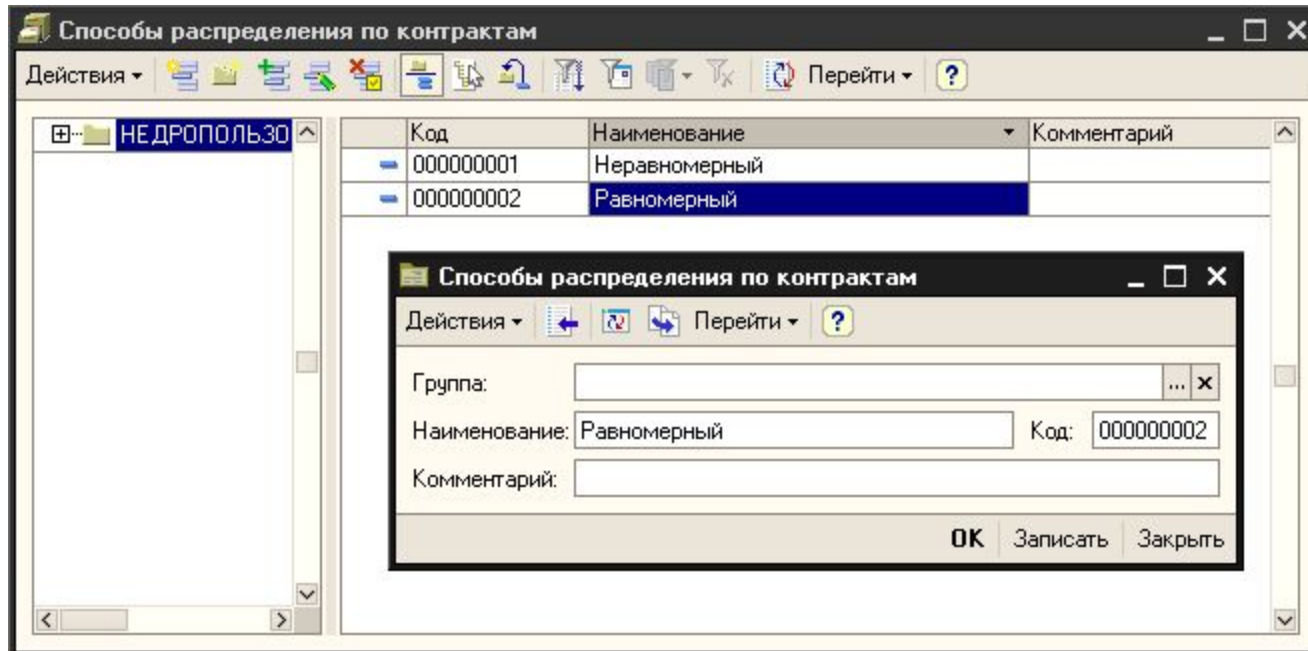 Способы распределения по контрактам
Действия Перейти ?
НЕДРОПОЛЬЗО
Код Наименование Комментарий
000000001 Неравномерный
000000002 Равномерный
Способы распределения по контрактам
Действия Перейти ?
Группа: ...
Наименование: Равномерный Код: 000000002
Комментарий:
OK Записать Закрыть